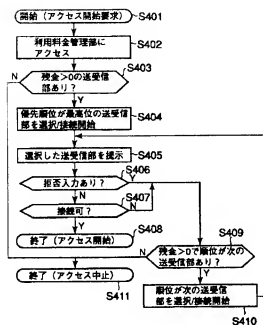 開始（アクセス開始要求）
S401
利用料金管理部に
アクセス
S402
S403
残金>0の送受信
部あり？
N
Y
S404
優先順位が最高位の送受信
部を選択/接続開始
選択した送受信部を提示
S405
S406
拒否入力あり？
Y
N
S407
接続可？
N
Y
終了（アクセス開始）
S408
S409
残金>0で順位が次の
送受信部あり？
N
Y
終了（アクセス中止）
S411
順位が次の送受信
部を選択/接続開始
S410